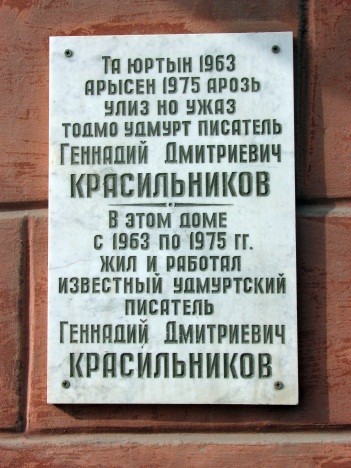 Та юртын 1963
арысен 1975 арозь
улиз но ужаз
тодмо удмурт писатель
Геннадий Дмитриевич
КРАСИЛЬНИКОВ
В этом доме
с 1963 по 1975 гг.
жил и работал
известный удмуртский
писатель
Геннадий Дмитриевич
КРАСИЛЬНИКОВ